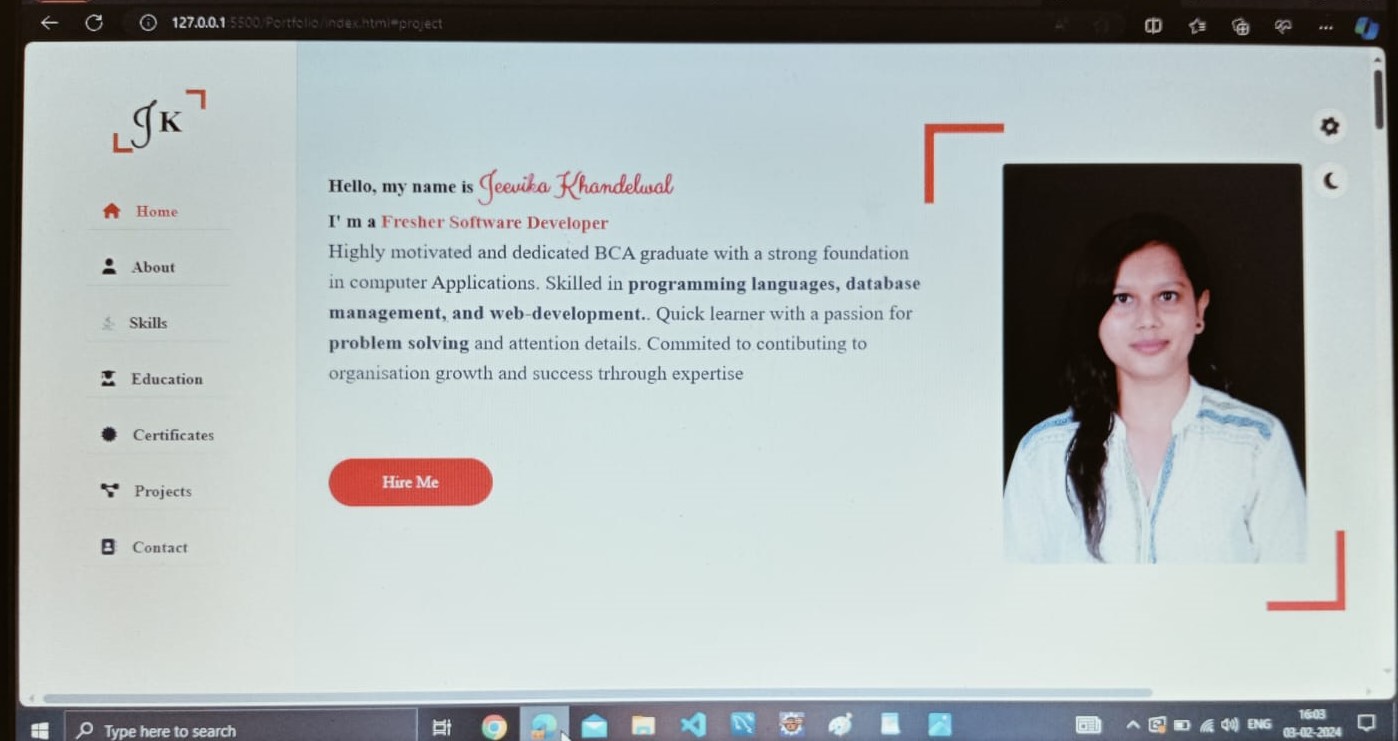 127.0.0.1:5500/Portfolio/index.html#project
JK
Home
About
Skills
Education
Certificates
Projects
Contact
Hello, my name is Jeevika Khandelwal
I' m a Fresher Software Developer
Highly motivated and dedicated BCA graduate with a strong foundation
in computer Applications. Skilled in programming languages, database
management, and web-development.. Quick learner with a passion for
problem solving and attention details. Commited to contibuting to
organisation growth and success trhrough expertise
Hire Me
Type here to search
ENG
16:03
03-02-2024